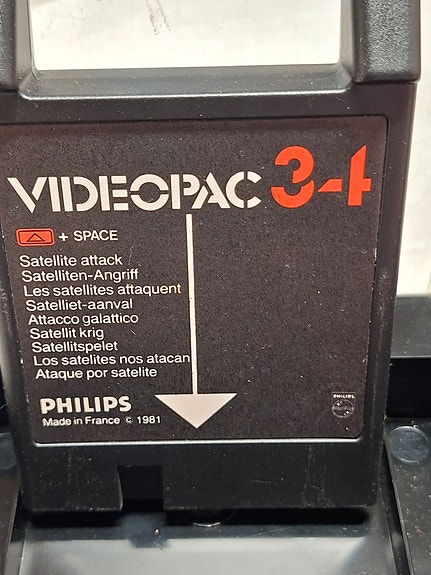 VIDEOPAC 34
+ SPACE
Satellite attack
Satelliten-Angriff
Les satellites attaquent
Satelliet-aanval
Attacco galattico
Satellit krig
Satellitspelet
Los satelites nos atacan
Ataque por satelite
PHILIPS
Made in France © 1981
PHILIPS